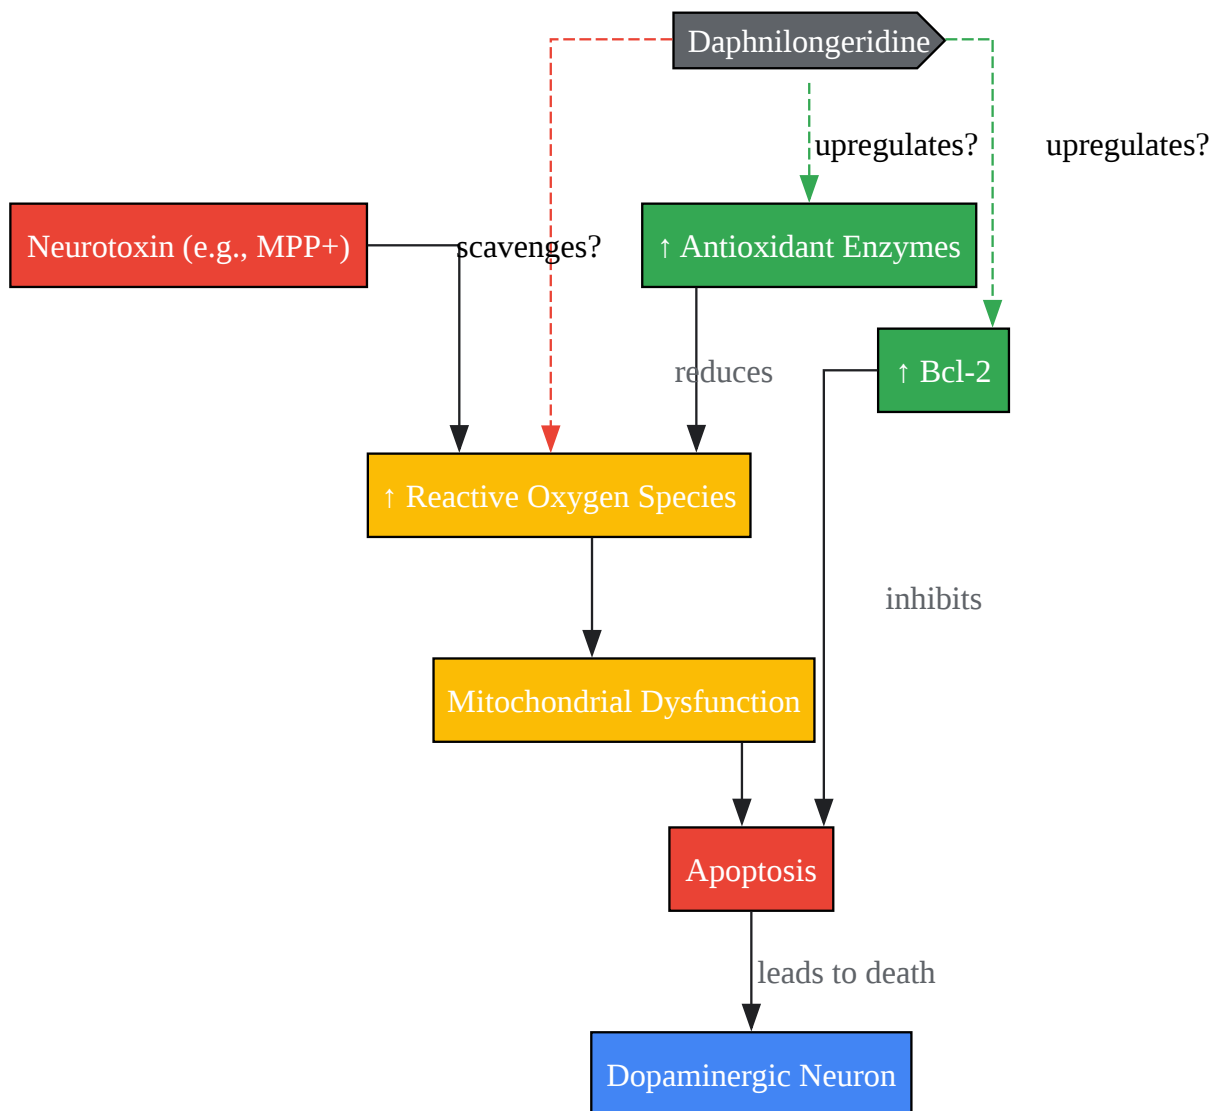 Daphnilongeridine
upregulates?
upregulates?
Neurotoxin (e.g., MPP+)
scavenges?
↑ Antioxidant Enzymes
reduces
↑ Bcl-2
↑ Reactive Oxygen Species
inhibits
Mitochondrial Dysfunction
Apoptosis
leads to death
Dopaminergic Neuron